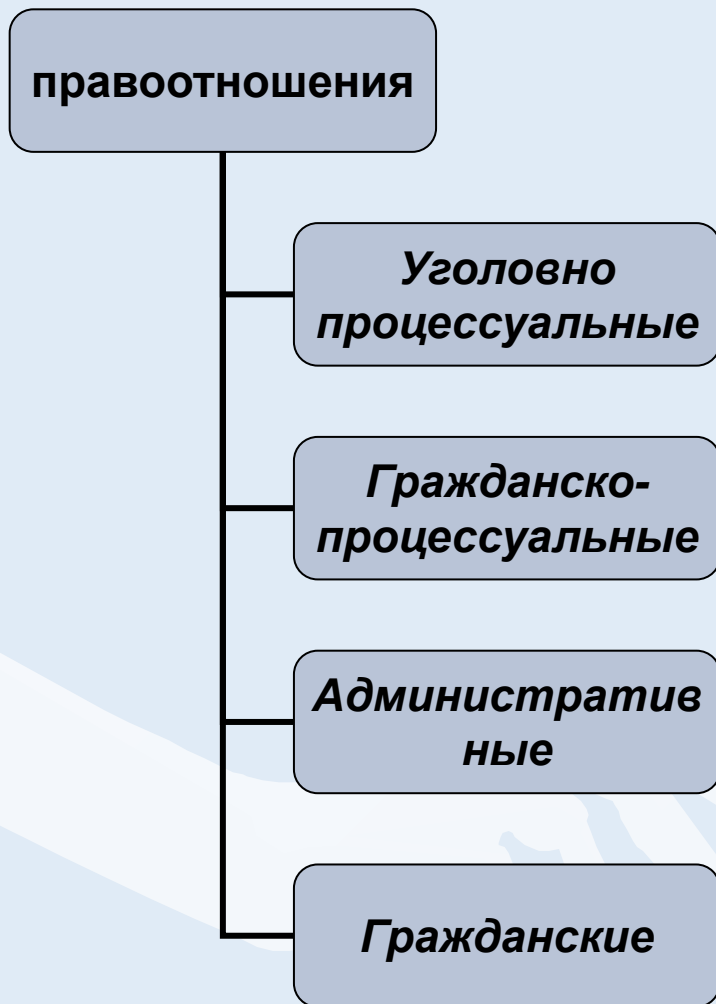 правоотношения
Уголовно
процессуальные
Гражданско-
процессуальные
Административ
ные
Гражданские